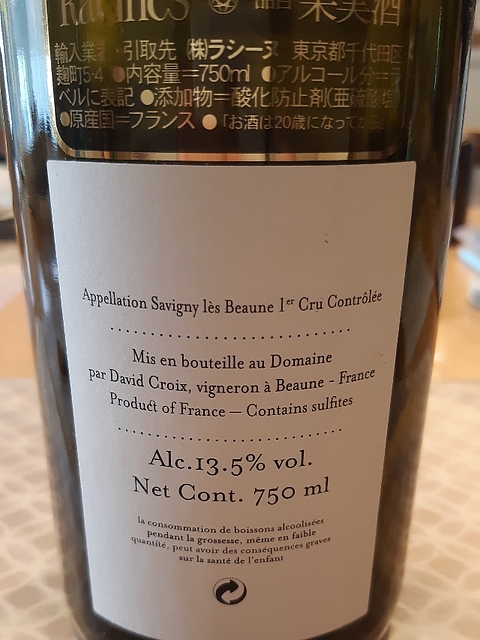 Racines 品目 果実酒
輸入業者・引取先 (株)ラシーヌ 東京都千代田区
麹町5-4 ●内容量=750ml ●アルコール分=ラ
ベルに表記 ●添加物=酸化防止剤(亜硫酸塩
●原産国=フランス ●「お酒は20歳になってから
Appellation Savigny lès Beaune 1er Cru Contrôlée
Mis en bouteille au Domaine
par David Croix, vigneron à Beaune - France
Product of France — Contains sulfites
Alc.13.5% vol.
Net Cont. 750 ml
la consommation de boissons alcoolisées
pendant la grossesse, même en faible
quantité, peut avoir des conséquences graves
sur la santé de l'enfant